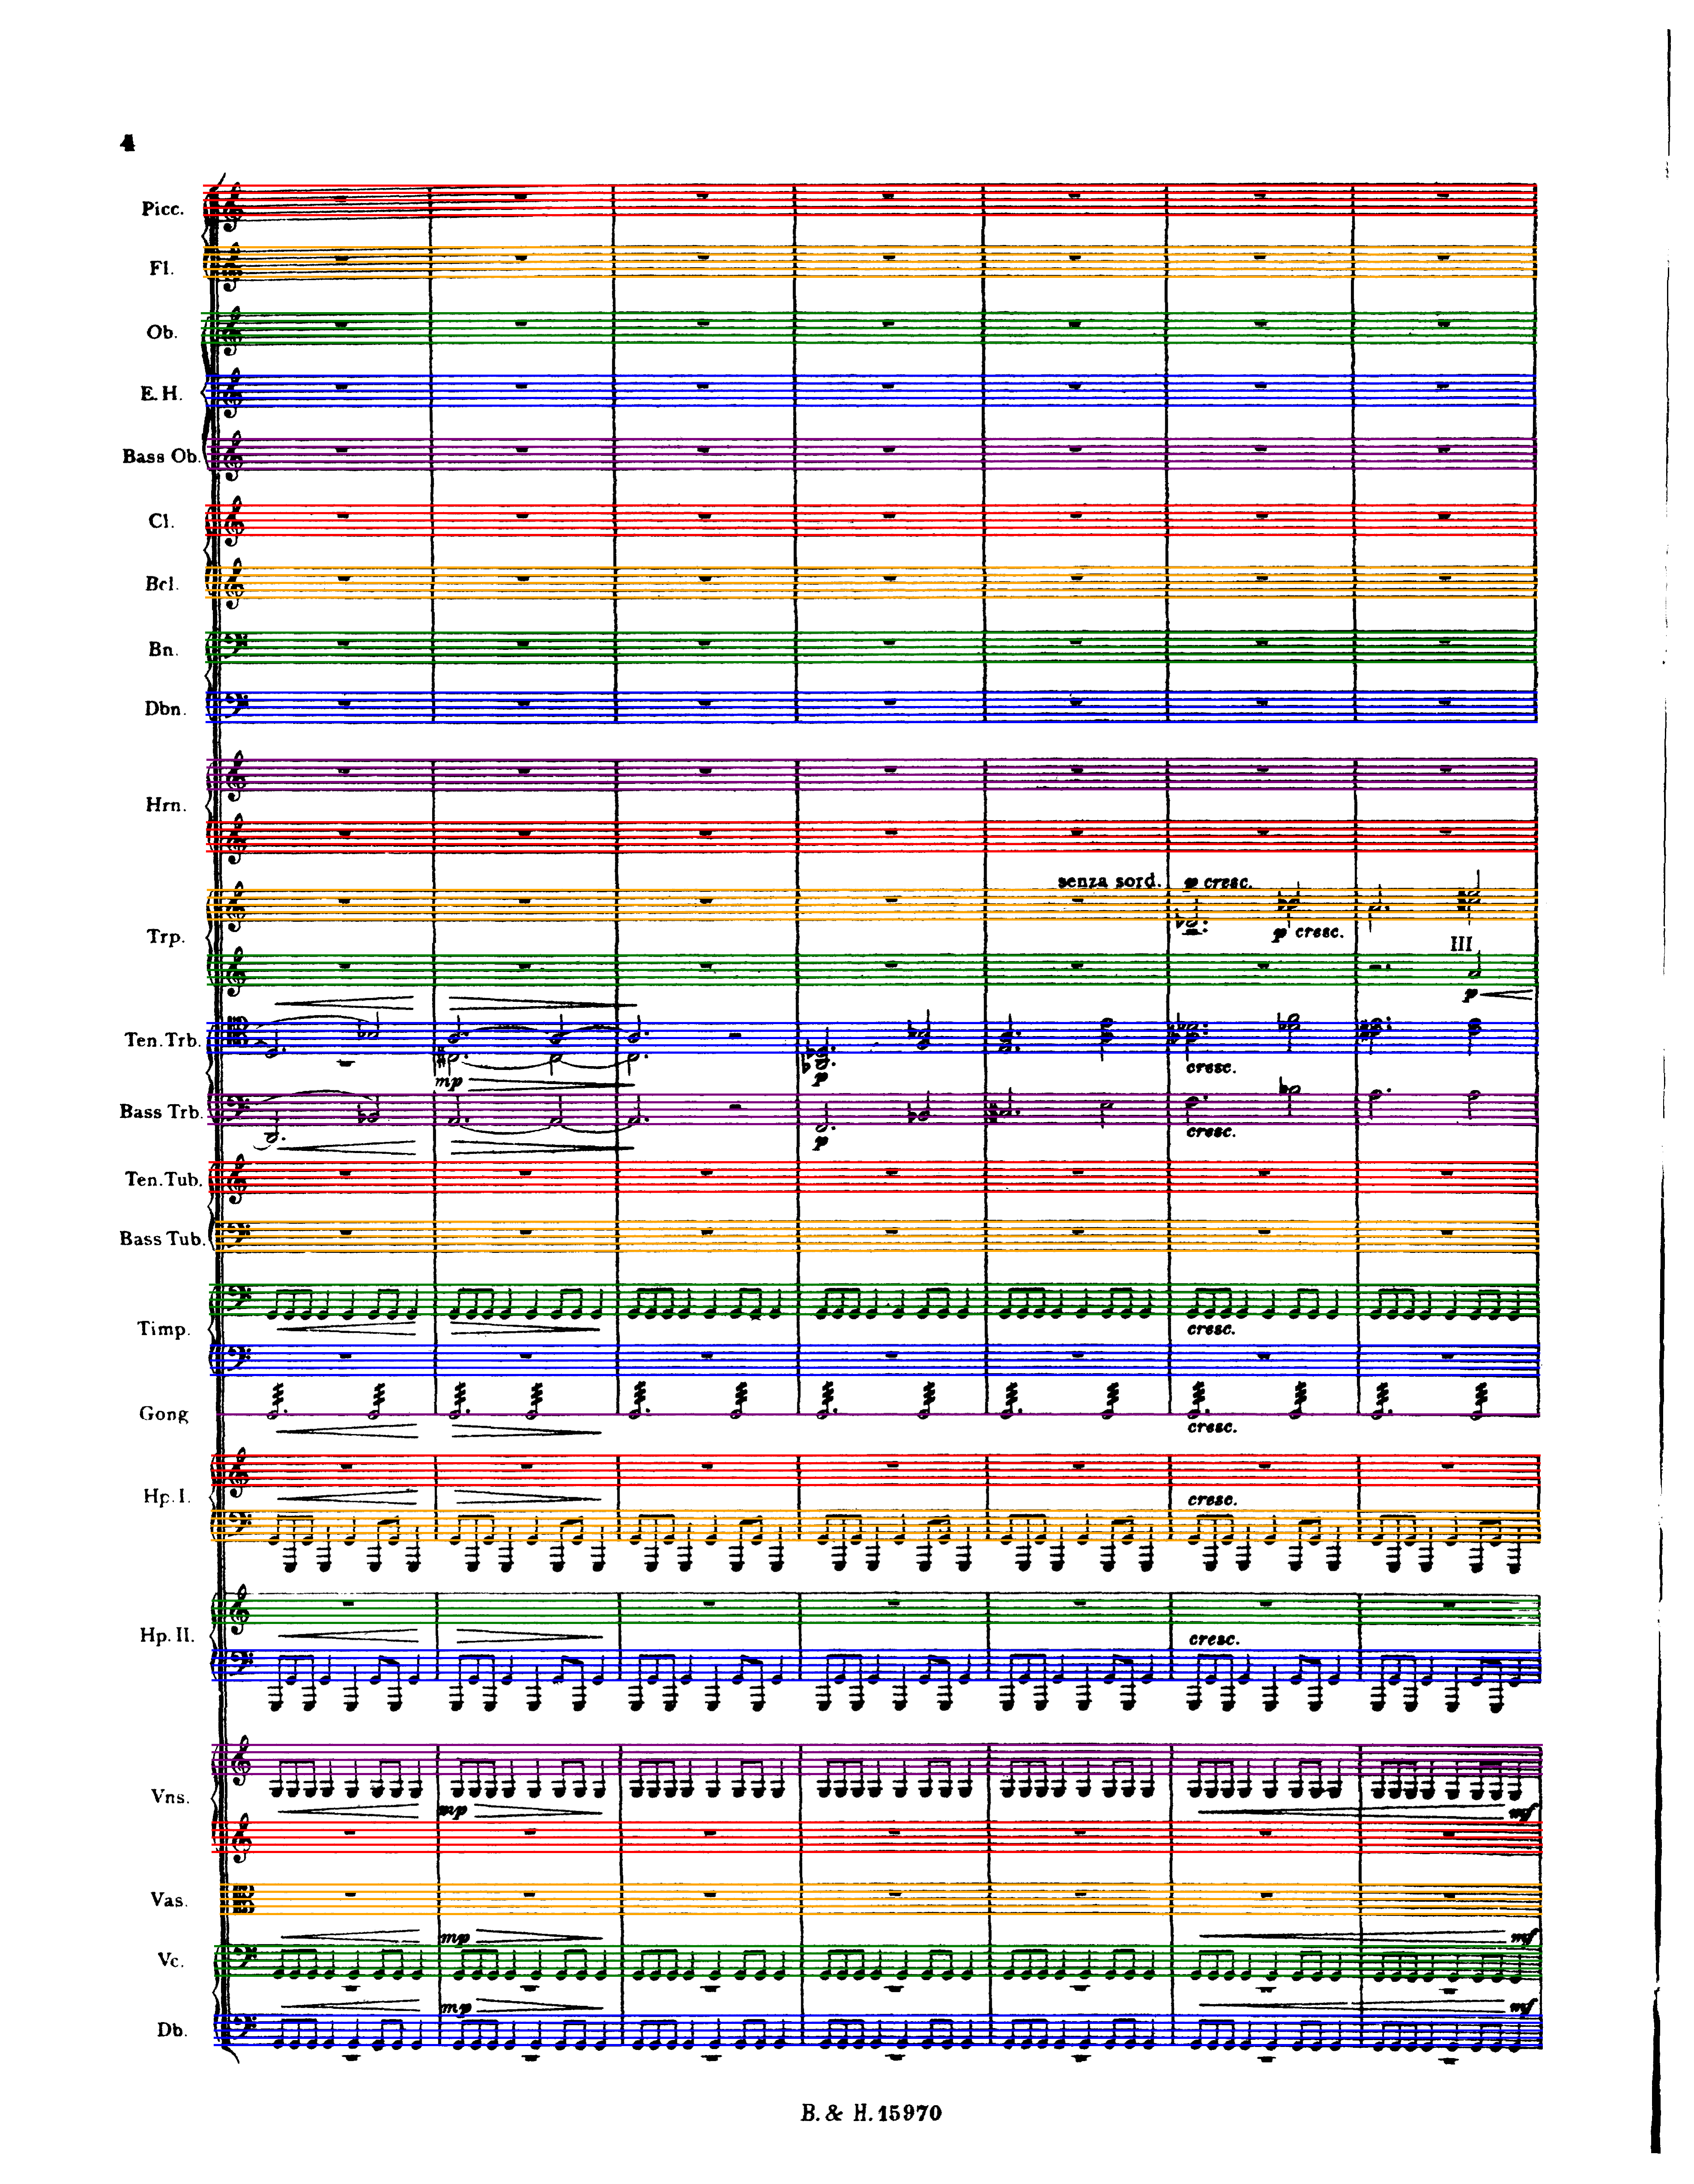 4
Picc.
Fl.
Ob.
E. H.
Bass Ob.
Cl.
Bcl.
Bn.
Dbn.
Hrn.
senza sord. p cresc.
Trp.
p cresc.
III
p
Ten. Trb.
cresc.
mp
p
Bass Trb.
cresc.
p
Ten. Tub.
Bass Tub.
Timp.
cresc.
Gong
cresc.
Hp. I.
cresc.
Hp. II.
cresc.
Vns.
mp
mf
Vas.
mp
mf
Vc.
mp
mf
Db.
B. & H. 15970